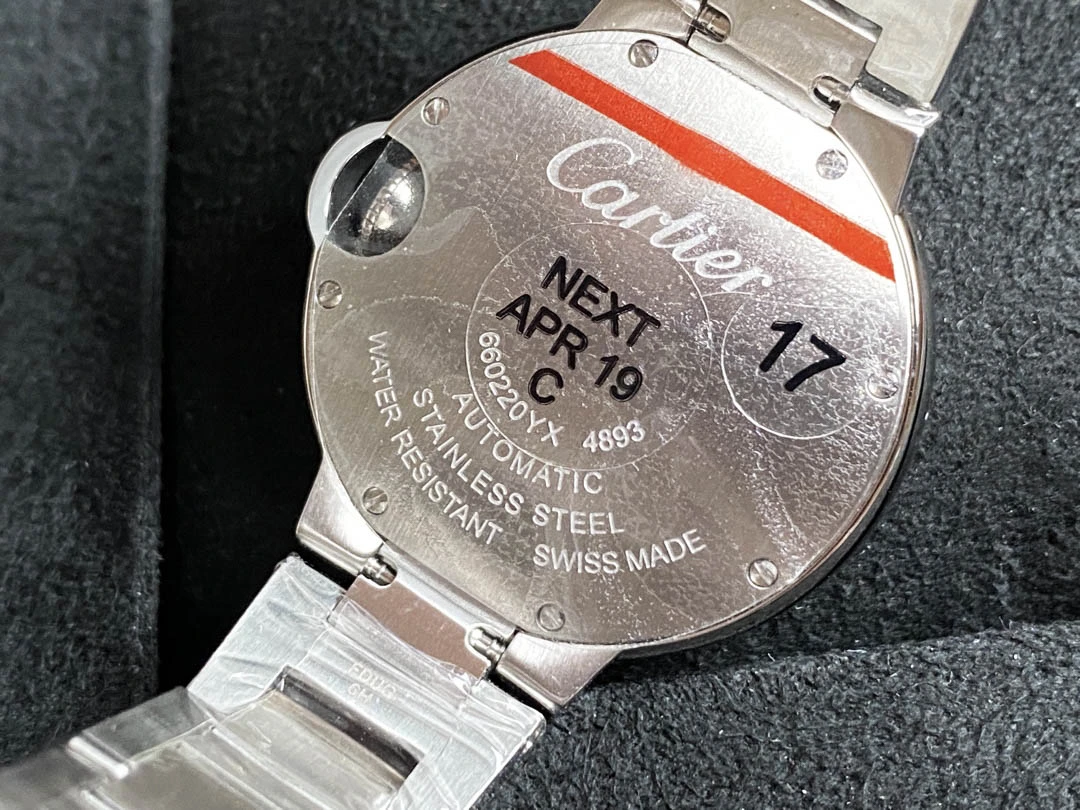 Cartier
NEXT
APR 19
C
17
660220YX 4893
AUTOMATIC
STAINLESS STEEL
WATER RESISTANT SWISS MADE